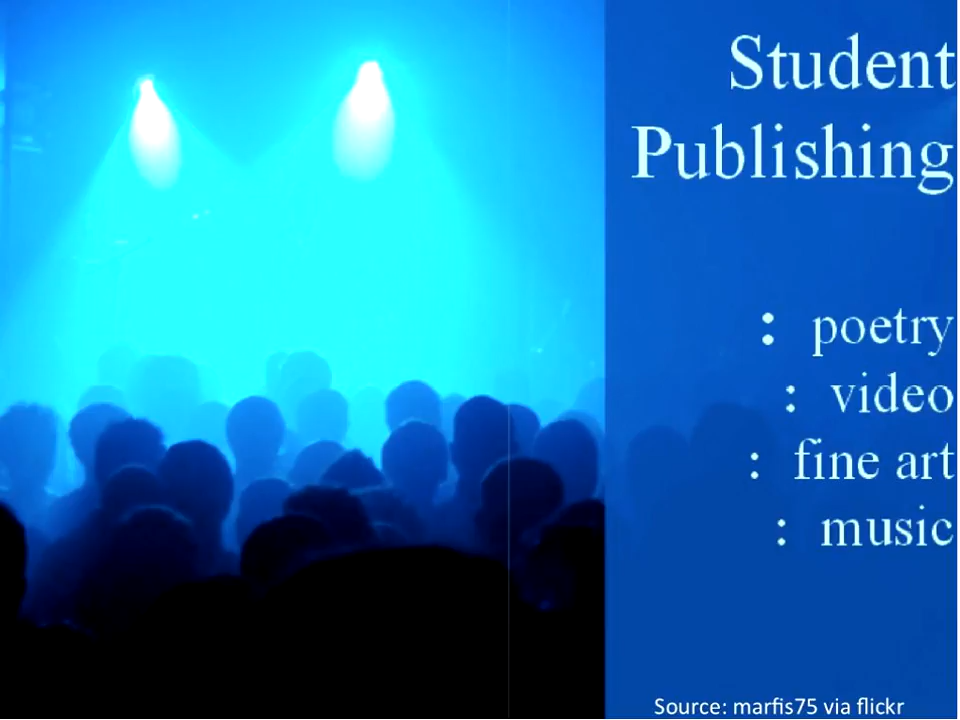 Student
Publishing
: poetry
: video
: fine art
: music
Source: marfis75 via flickr